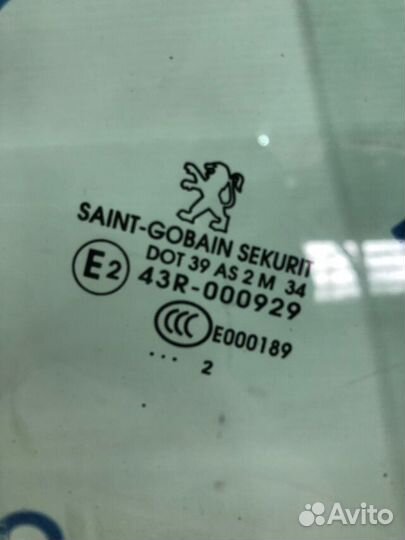 SAINT-GOBAIN SEKURIT
DOT 39 AS 2 M 34
E2 43R-000929
CCC E000189
... 2
Avito